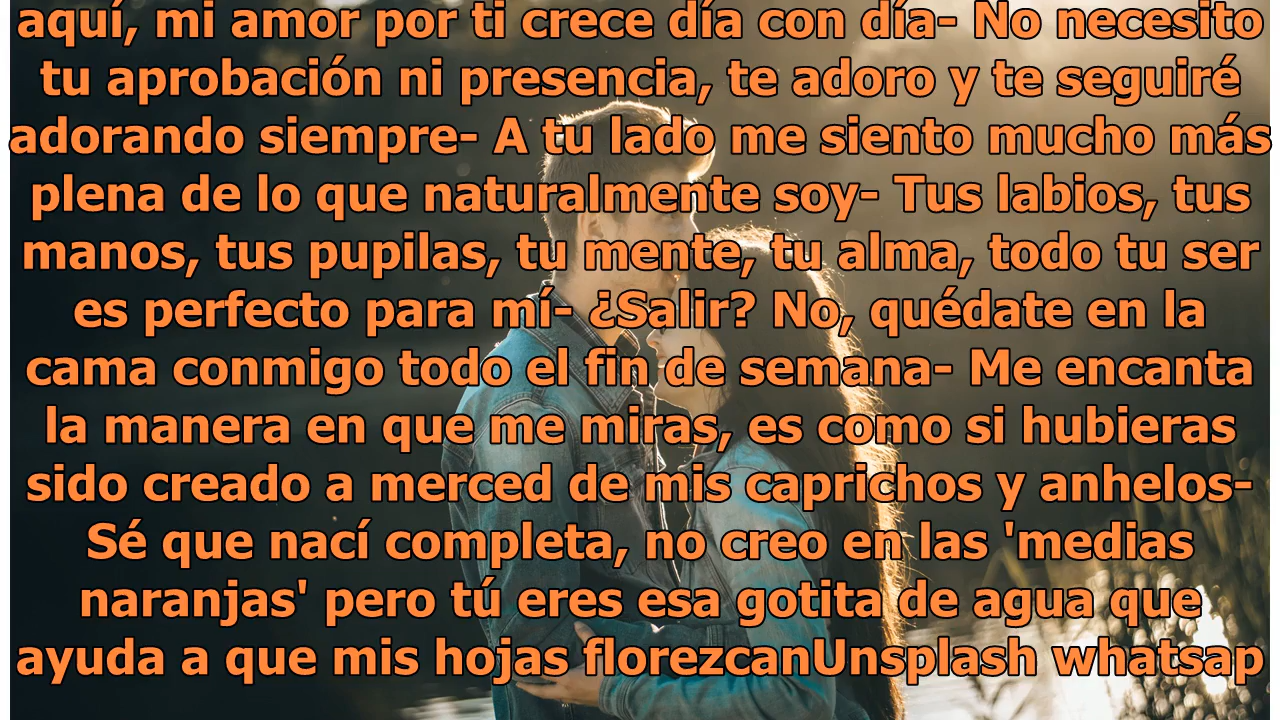 aquí, mi amor por ti crece día con día- No necesito
tu aprobación ni presencia, te adoro y te seguiré
adorando siempre- A tu lado me siento mucho más
plena de lo que naturalmente soy- Tus labios, tus
manos, tus pupilas, tu mente, tu alma, todo tu ser
es perfecto para mí- ¿Salir? No, quédate en la
cama conmigo todo el fin de semana- Me encanta
la manera en que me miras, es como si hubieras
sido creado a merced de mis caprichos y anhelos-
Sé que nací completa, no creo en las 'medias
naranjas' pero tú eres esa gotita de agua que
ayuda a que mis hojas florezcanUnsplash whatsap